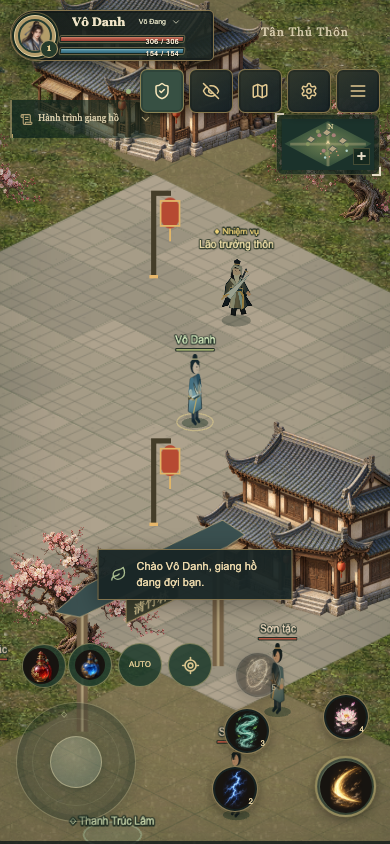 Vô Danh
Võ Đang
1
306 / 306
154 / 154
Tân Thủ Thôn
Hành trình giang hồ
N
Nhiệm vụ
Lão trưởng thôn
Vô Danh
Chào Vô Danh, giang hồ
đang đợi bạn.
Sơn tặc
AUTO
5
4
3
2
Thanh Trúc Lâm